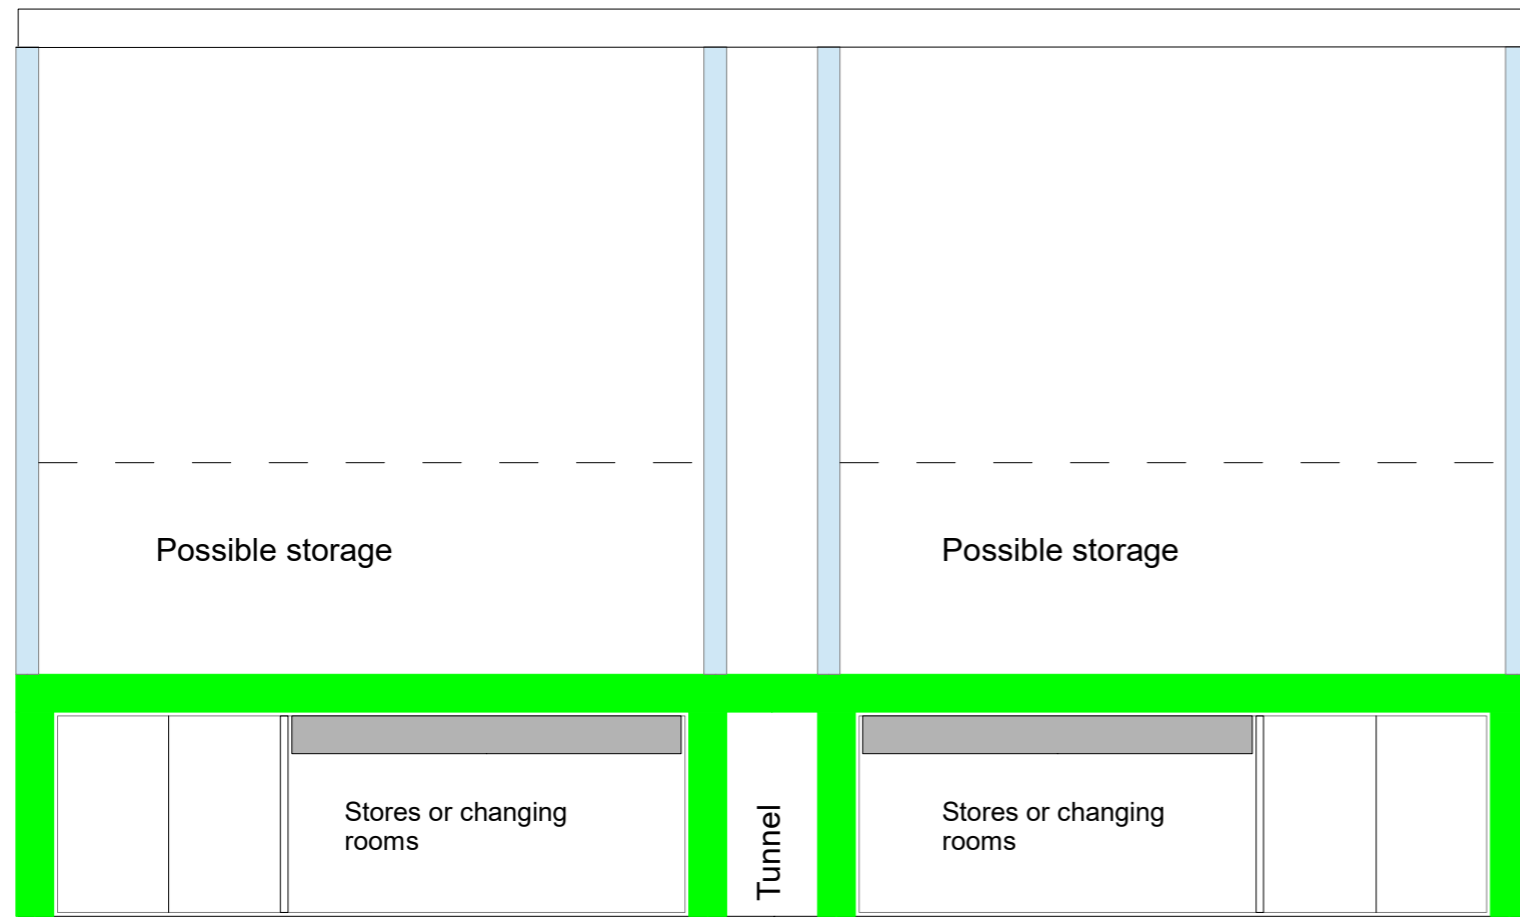 Possible storage
Possible storage
Stores or changing
rooms
Tunnel
Stores or changing
rooms